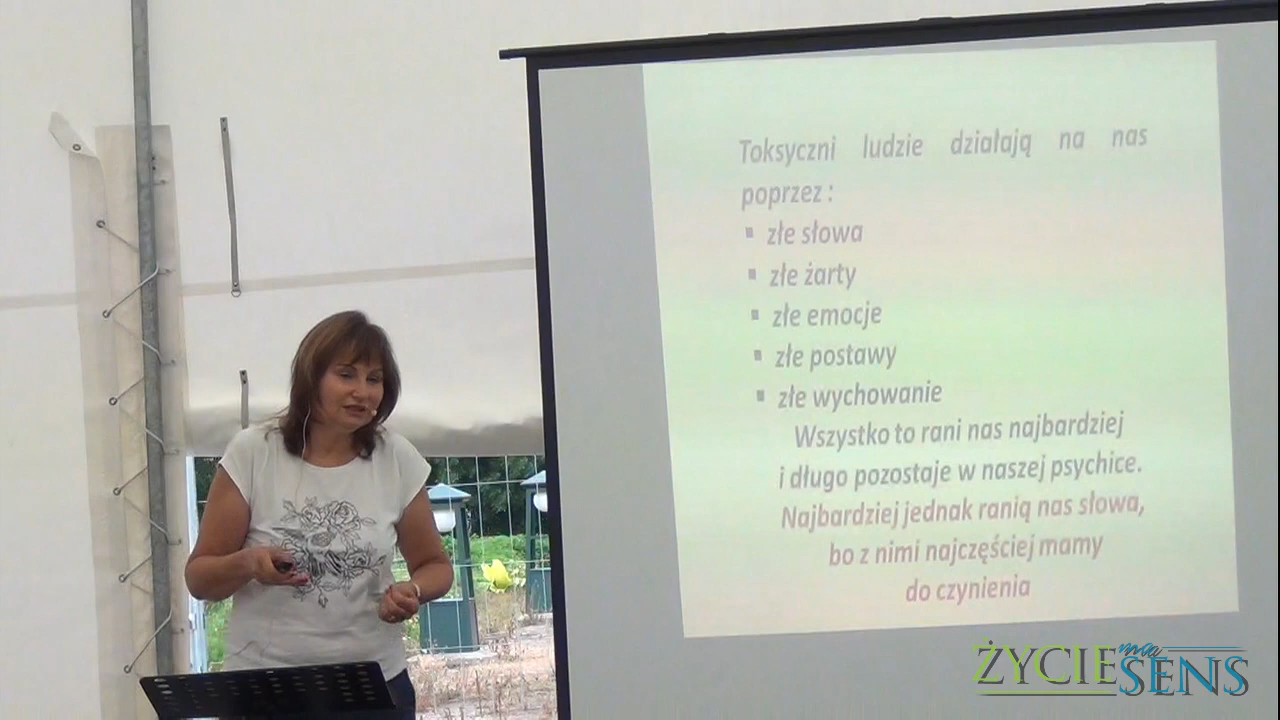 Toksyczni ludzie działają na nas
poprzez :
▪ złe słowa
▪ złe żarty
▪ złe emocje
▪ złe postawy
▪ złe wychowanie
Wszystko to rani nas najbardziej
i długo pozostaje w naszej psychice.
Najbardziej jednak ranią nas słowa,
bo z nimi najczęściej mamy
do czynienia
ŻYCIE ma SENS